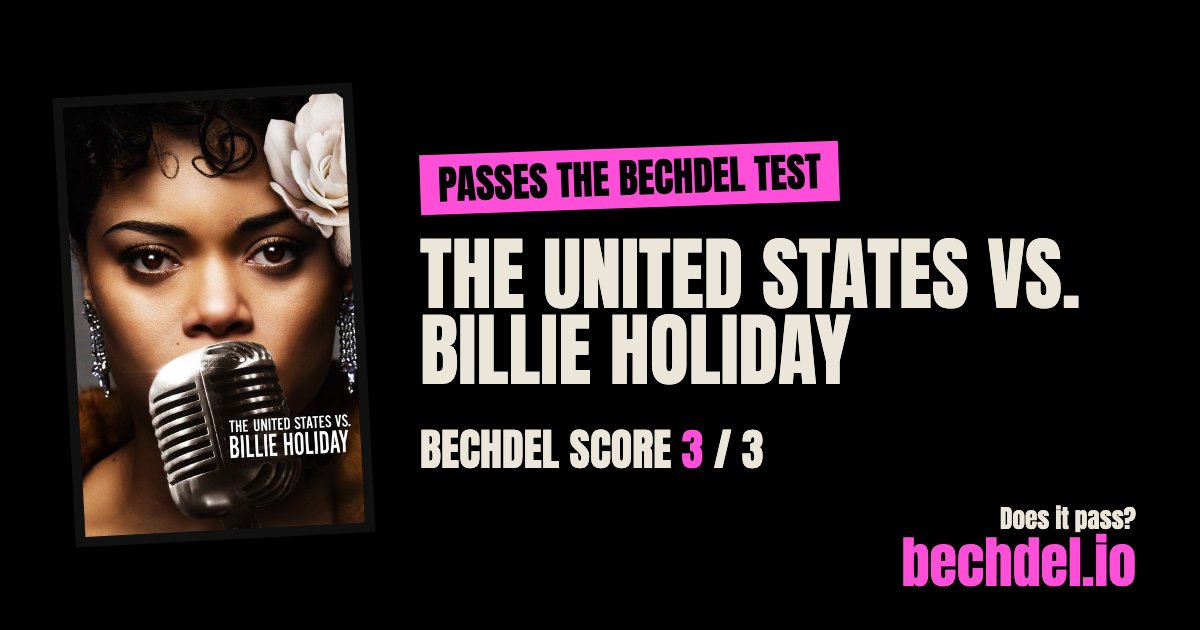 THE UNITED STATES VS.
BILLIE HOLIDAY
PASSES THE BECHDEL TEST
THE UNITED STATES VS.
BILLIE HOLIDAY
BECHDEL SCORE 3 / 3
Does it pass?
bechdel.io